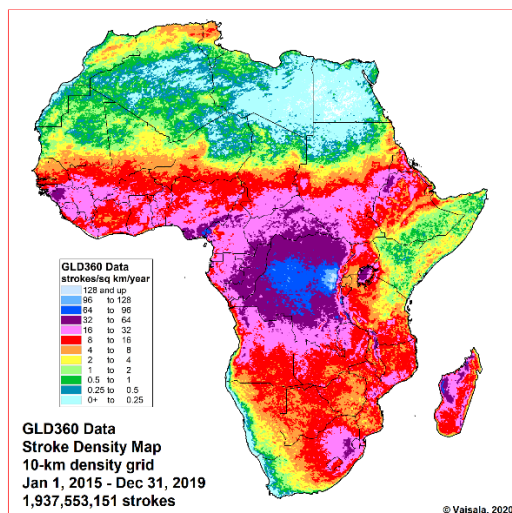 GLD360 Data
strokes/sq km/year
128 and up
96 to 128
64 to 96
32 to 64
16 to 32
8 to 16
4 to 8
2 to 4
1 to 2
0.5 to 1
0.25 to 0.5
0+ to 0.25
GLD360 Data
Stroke Density Map
10-km density grid
Jan 1, 2015 - Dec 31, 2019
1,937,553,151 strokes
© Vaisala, 2020